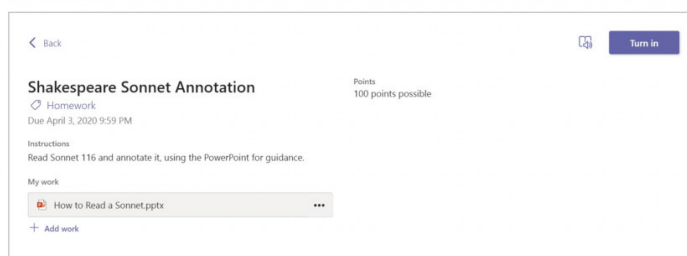 Back
Turn in
Shakespeare Sonnet Annotation
Homework
Due April 3, 2020 9:59 PM
Instructions
Read Sonnet 116 and annotate it, using the PowerPoint for guidance.
My work
How to Read a Sonnet.pptx
+ Add work
Points
100 points possible